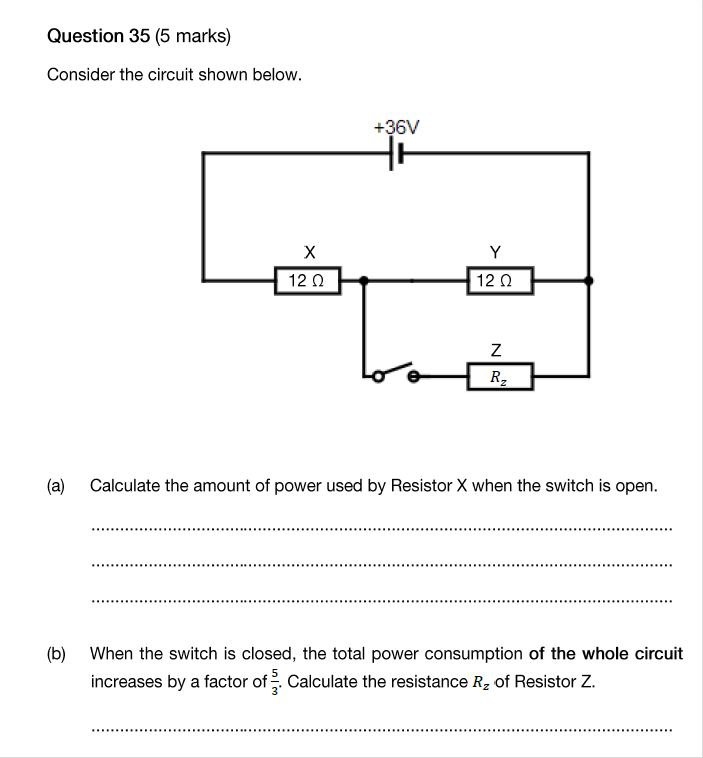 Question 35 (5 marks)
Consider the circuit shown below.
+36V
X
Y
12 Ω
12 Ω
Z
R_z
(a) Calculate the amount of power used by Resistor X when the switch is open.
(b) When the switch is closed, the total power consumption of the whole circuit
increases by a factor of 5/3. Calculate the resistance R_z of Resistor Z.